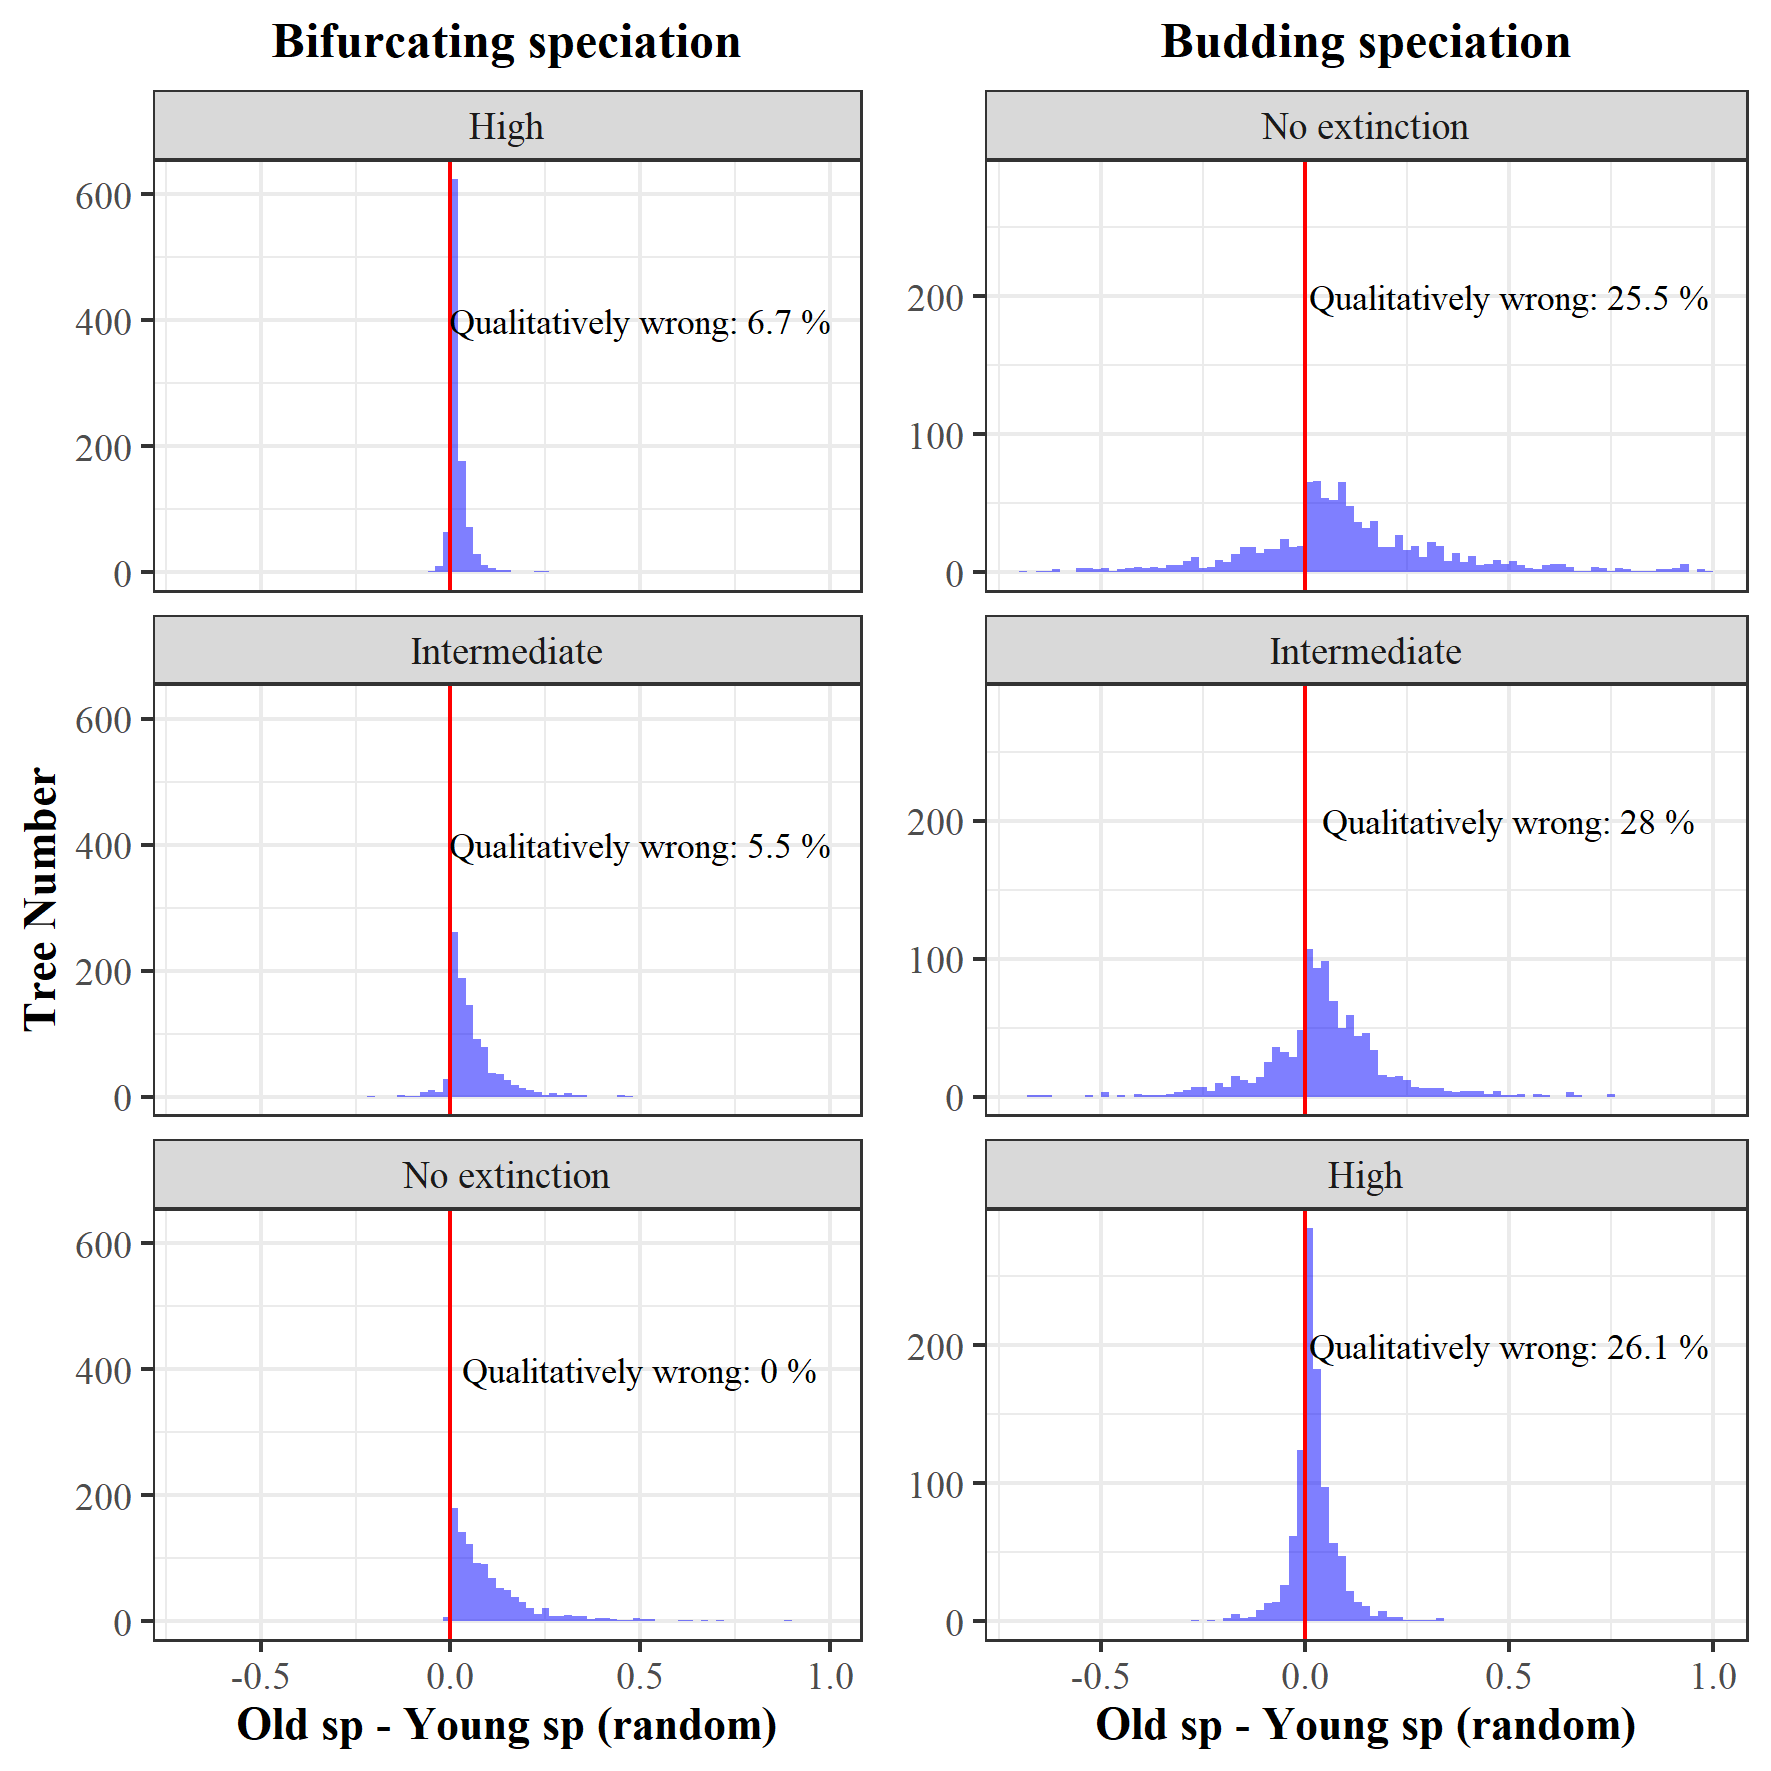 Bifurcating speciation
High
600
400
200
0
Qualitatively wrong: 6.7 %
Intermediate
600
400
200
0
Qualitatively wrong: 5.5 %
No extinction
600
400
200
0
Qualitatively wrong: 0 %
-0.5 0.0 0.5 1.0
Old sp - Young sp (random)
Tree Number
Budding speciation
No extinction
200
100
0
Qualitatively wrong: 25.5 %
Intermediate
200
100
0
Qualitatively wrong: 28 %
High
200
100
0
Qualitatively wrong: 26.1 %
-0.5 0.0 0.5 1.0
Old sp - Young sp (random)